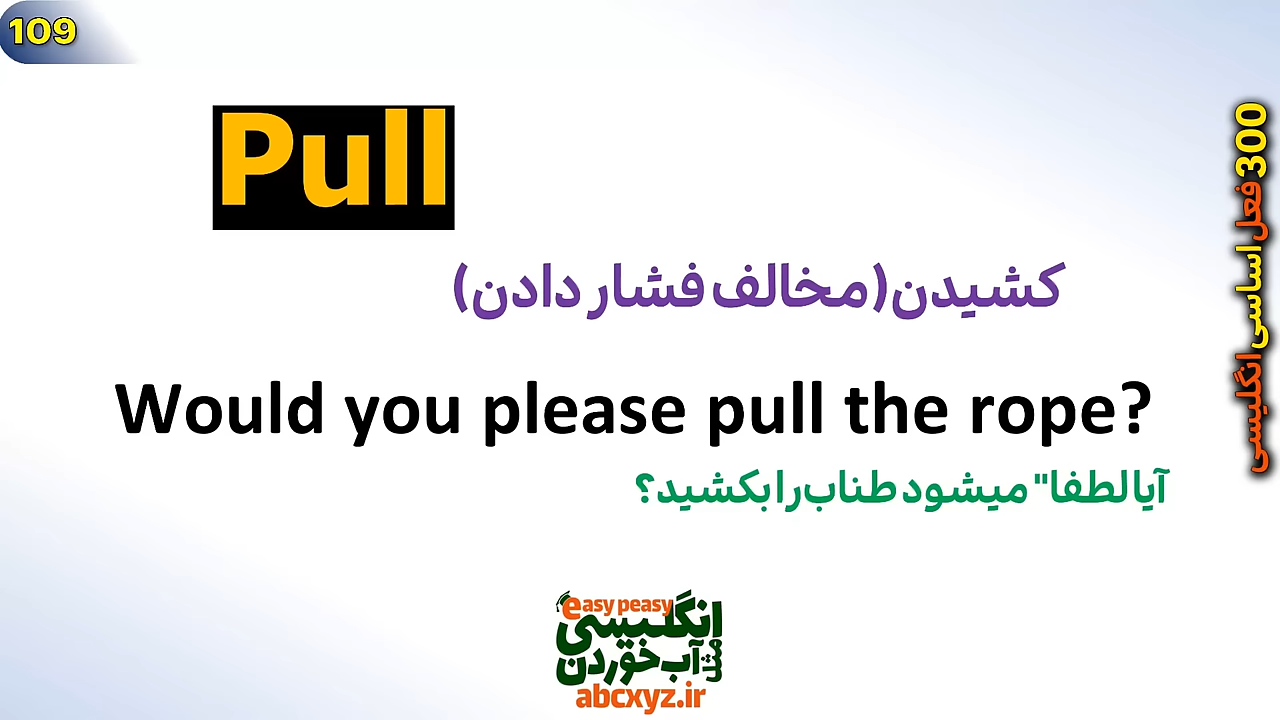 109
Pull
کشیدن(مخالف فشار دادن)
Would you please pull the rope?
آیا لطفا" میشود طناب را بکشید؟
300 فعل اساسی انگلیسی
easy peasy
انگلیسی
مثل آب خوردن
abcxyz.ir